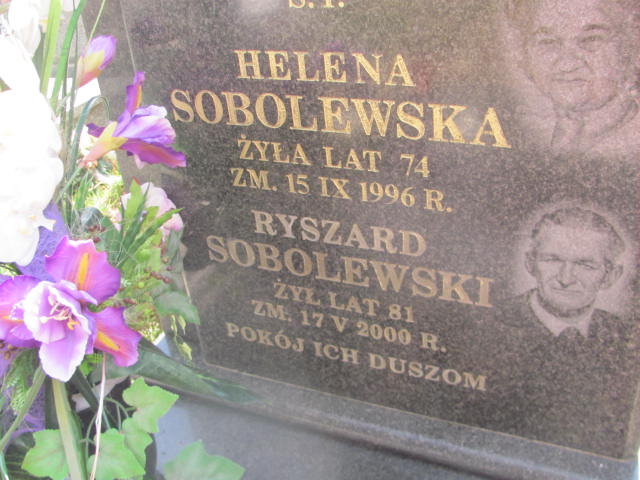 Ś.P.
HELENA
SOBOLEWSKA
ŻYŁA LAT 74
ZM. 15 IX 1996 R.
RYSZARD
SOBOLEWSKI
ŻYŁ LAT 81
ZM. 17 V 2000 R.
POKÓJ ICH DUSZOM